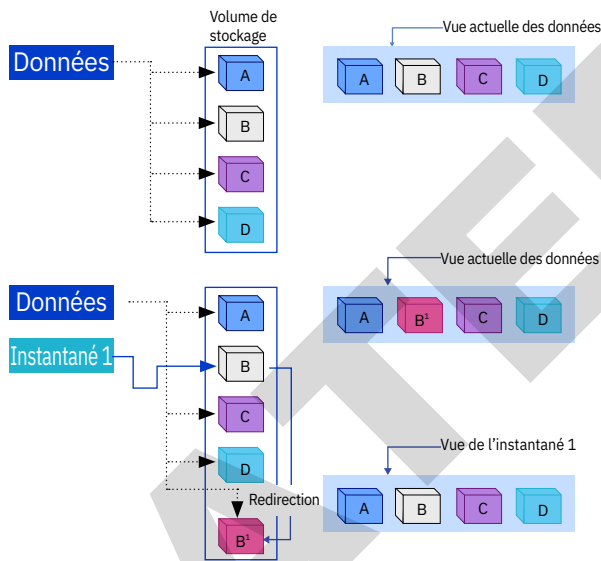 Volume de
stockage
Vue actuelle des données
Données
A
B
C
D
A
B
C
D
Vue actuelle des données
Données
Instantané 1
A
B
C
D
B¹
Redirection
A
B¹
C
D
Vue de l'instantané 1
A
B
C
D